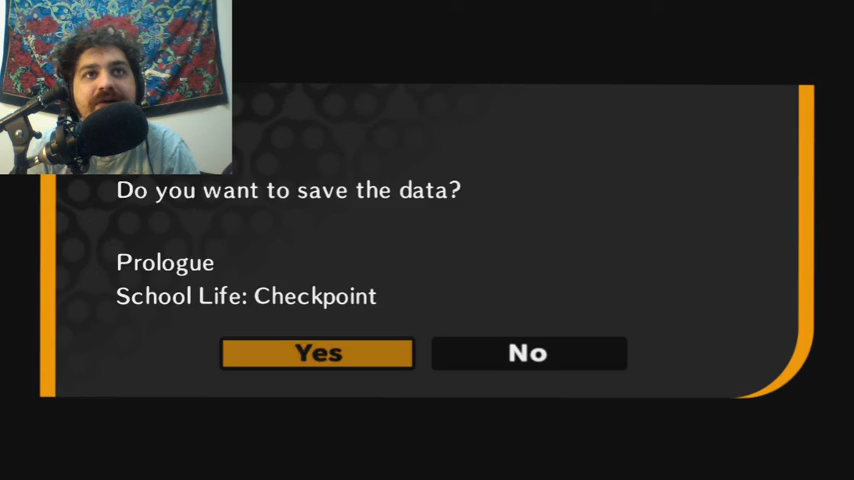 Do you want to save the data?
Prologue
School Life: Checkpoint
Yes
No